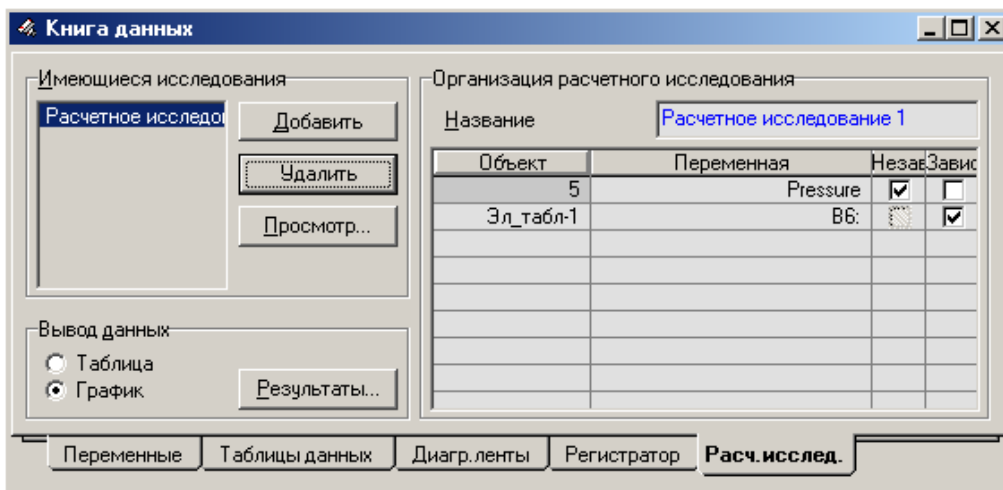 Книга данных
Имеющиеся исследования
Расчетное исследо
Добавить
Удалить
Просмотр...
Вывод данных
Таблица
График
Результаты...
Организация расчетного исследования
Название
Расчетное исследование 1
Объект Переменная Незав Завис
5 Pressure
Эл_табл-1 B6:
Переменные Таблицы данных Диагр.ленты Регистратор Расч.исслед.